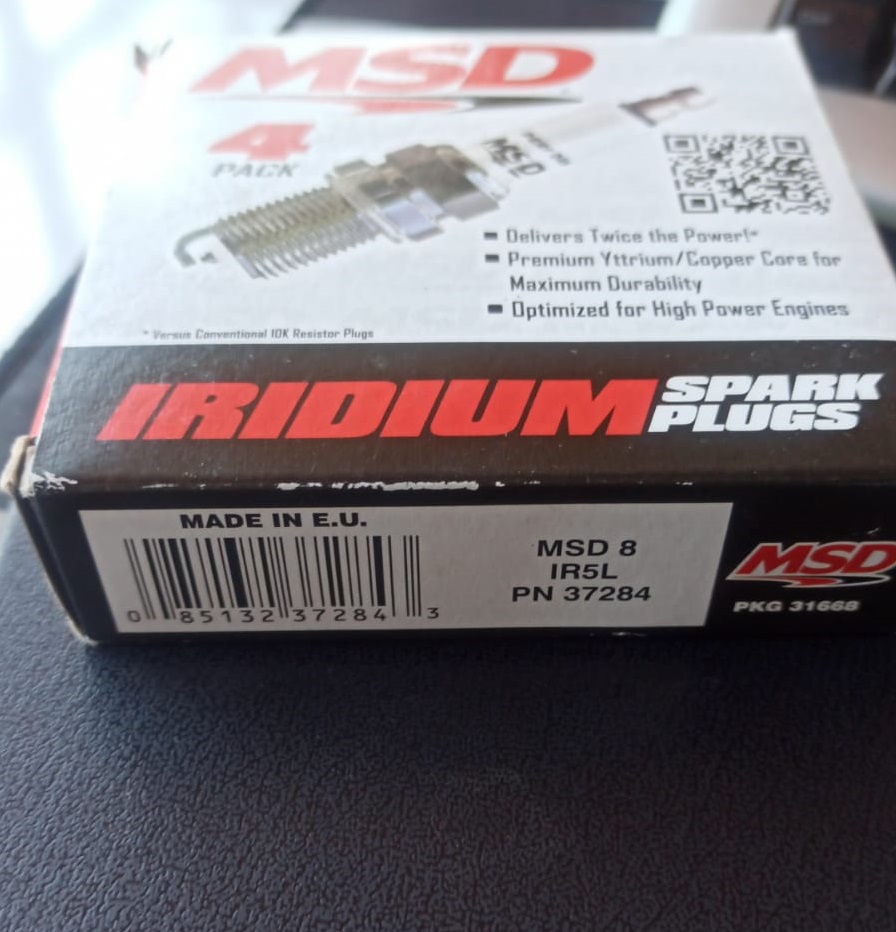 MSD
4
PACK
MSD
- Delivers Twice the Power!*
- Premium Yttrium/Copper Core for
Maximum Durability
- Optimized for High Power Engines
* Versus Conventional 10K Resistor Plugs
IRIDIUM SPARK
PLUGS
MADE IN E.U.
0 85132 37284 3
MSD 8
IR5L
PN 37284
MSD
PKG 31668